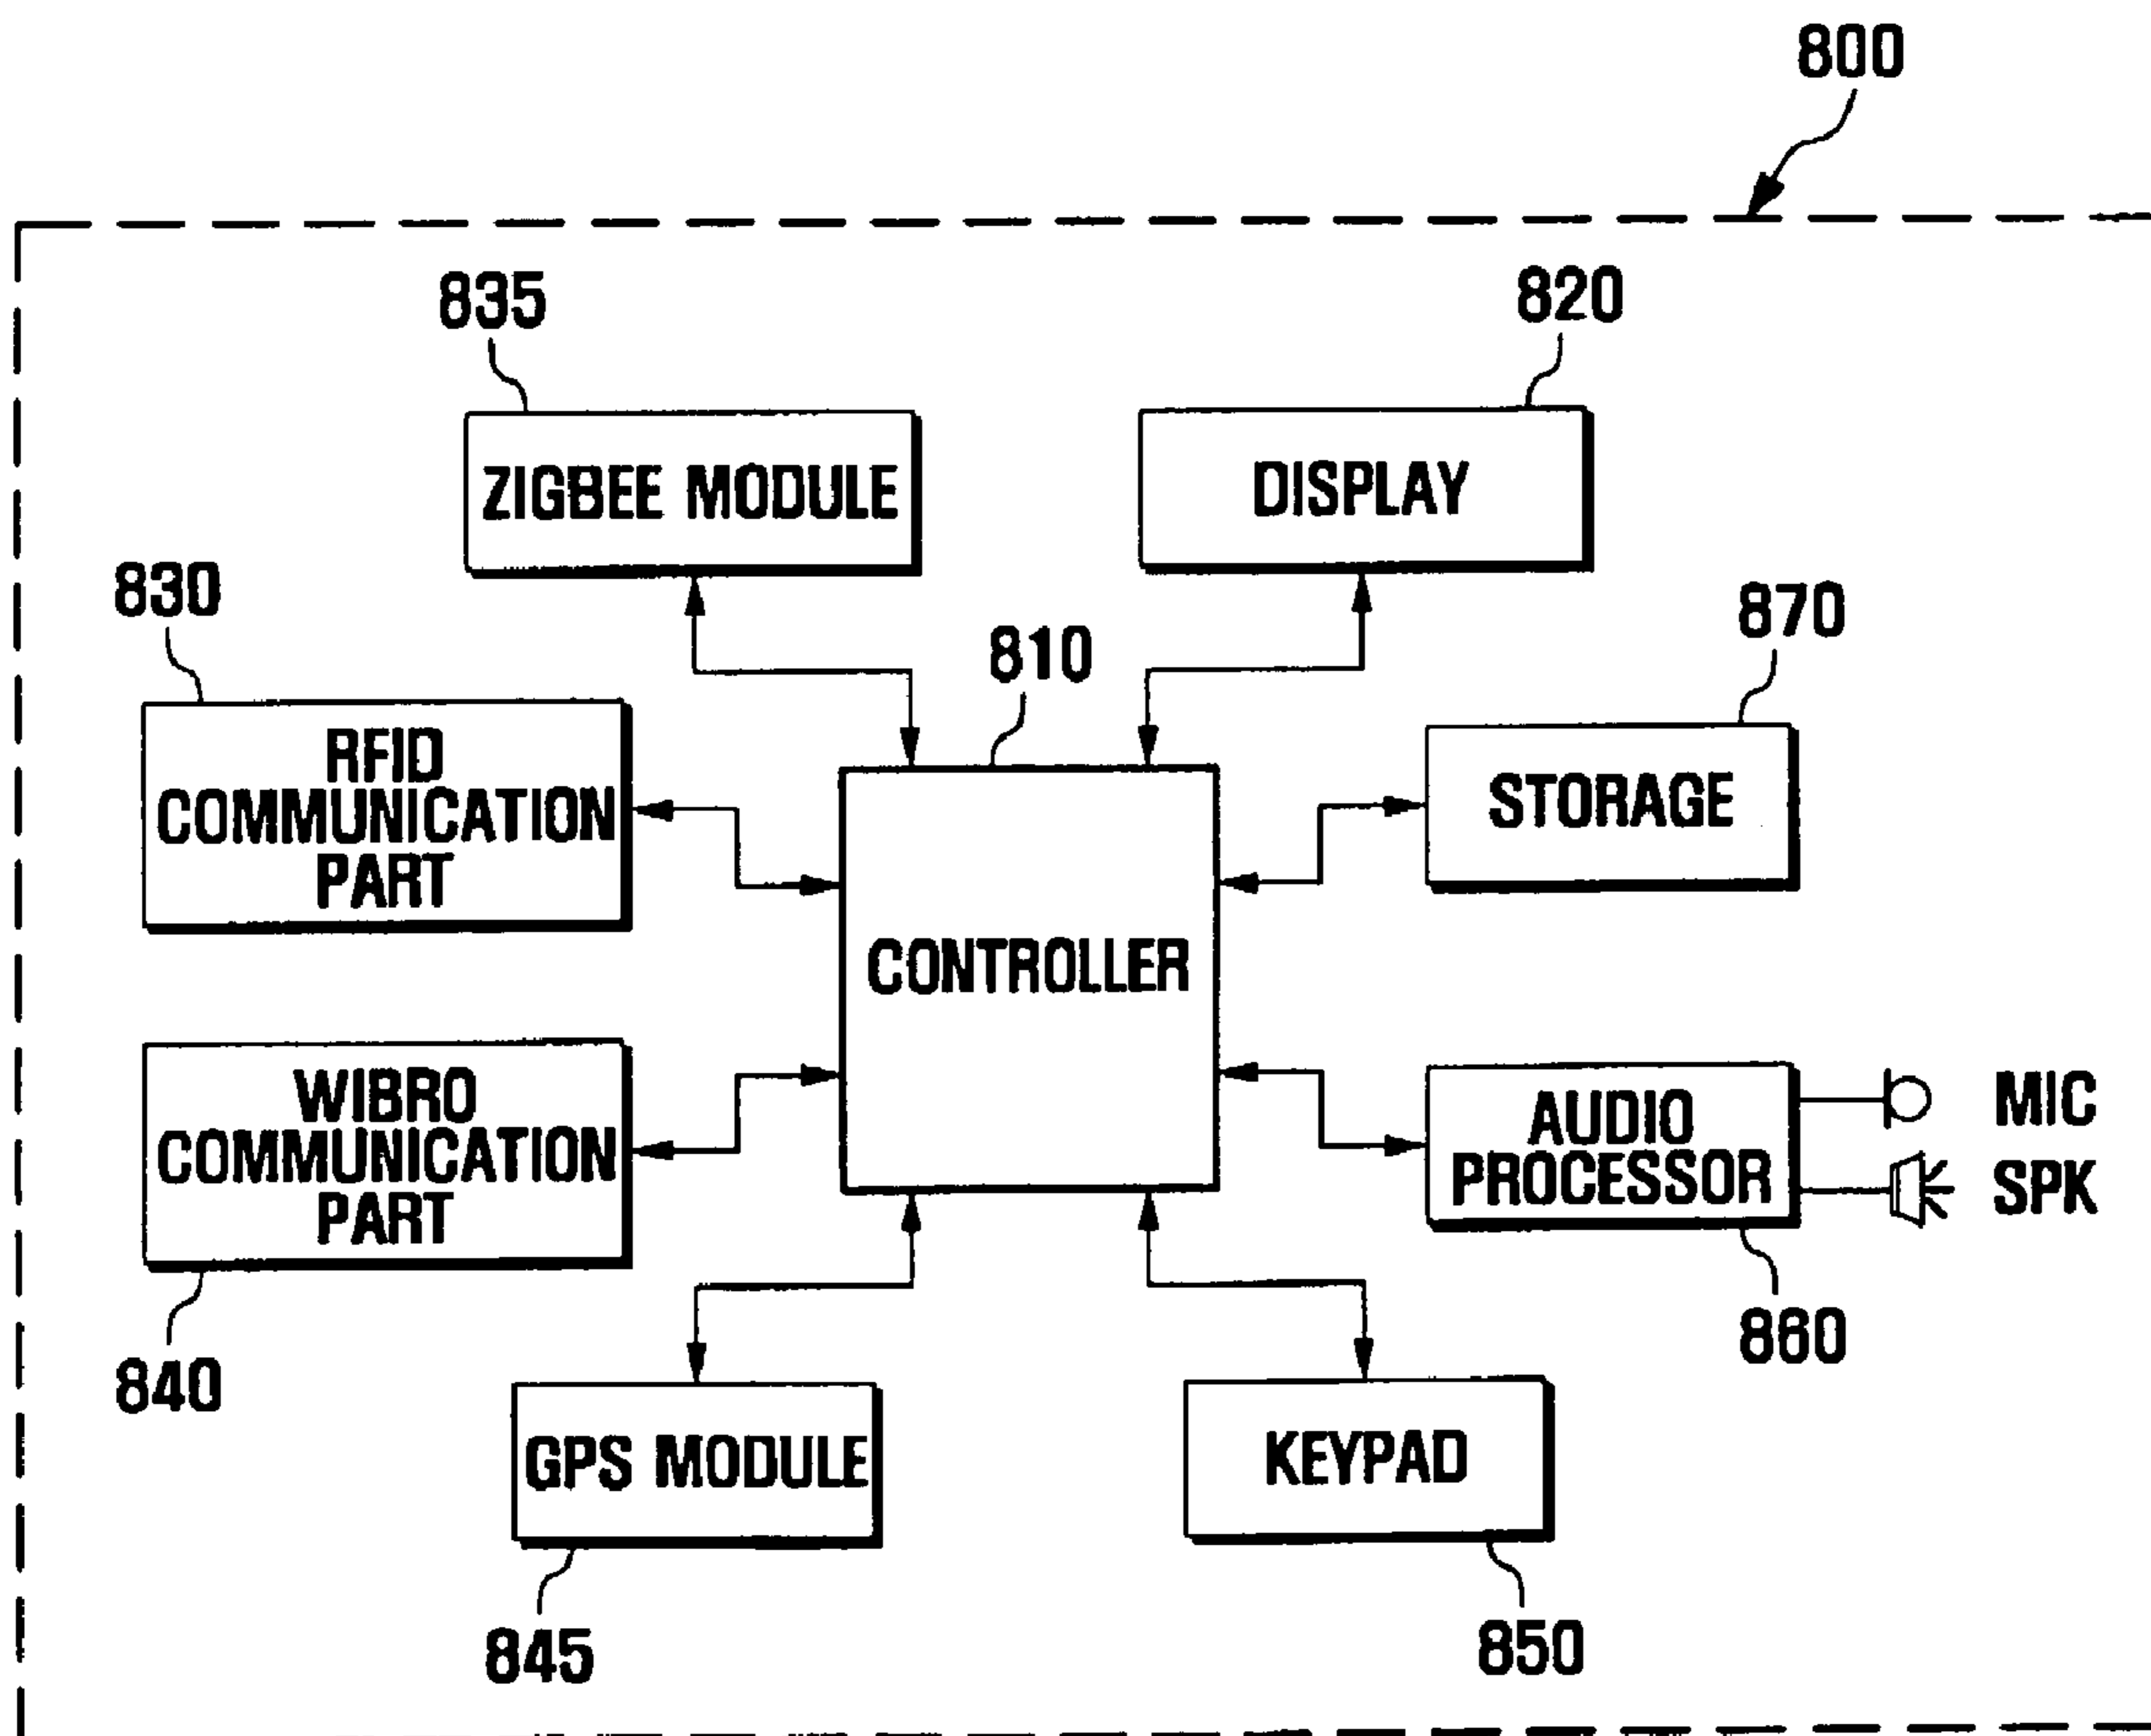 800
835
820
ZIGBEE MODULE
DISPLAY
830
810
870
RFID
COMMUNICATION
PART
STORAGE
CONTROLLER
WIBRO
COMMUNICATION
PART
AUDIO
PROCESSOR
MIC
SPK
860
840
GPS MODULE
KEYPAD
845
850